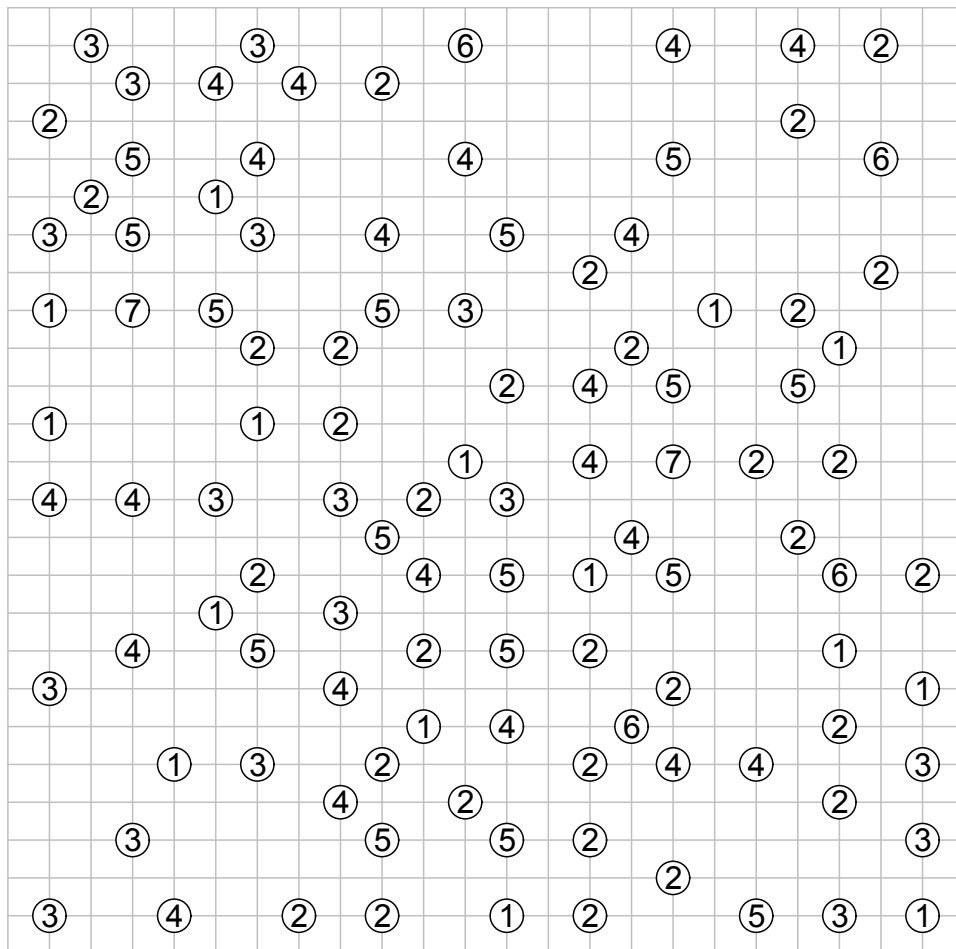 3 3 6 4 4 2
3 4 4 2
2 2
5 4 4 5 6
2 1
3 5 3 4 5 4
2 2
1 7 5 5 3 1 2
2 2 2 1
2 4 5 5
1 1 2
1 4 7 2 2
4 4 3 3 2 3
5 4 2
2 4 5 1 5 6 2
1 3
4 5 2 5 2 1
3 4 2 1
1 4 6 2
1 3 2 2 4 4 3
4 2 2
3 5 5 2 3
2
3 4 2 2 1 2 5 3 1